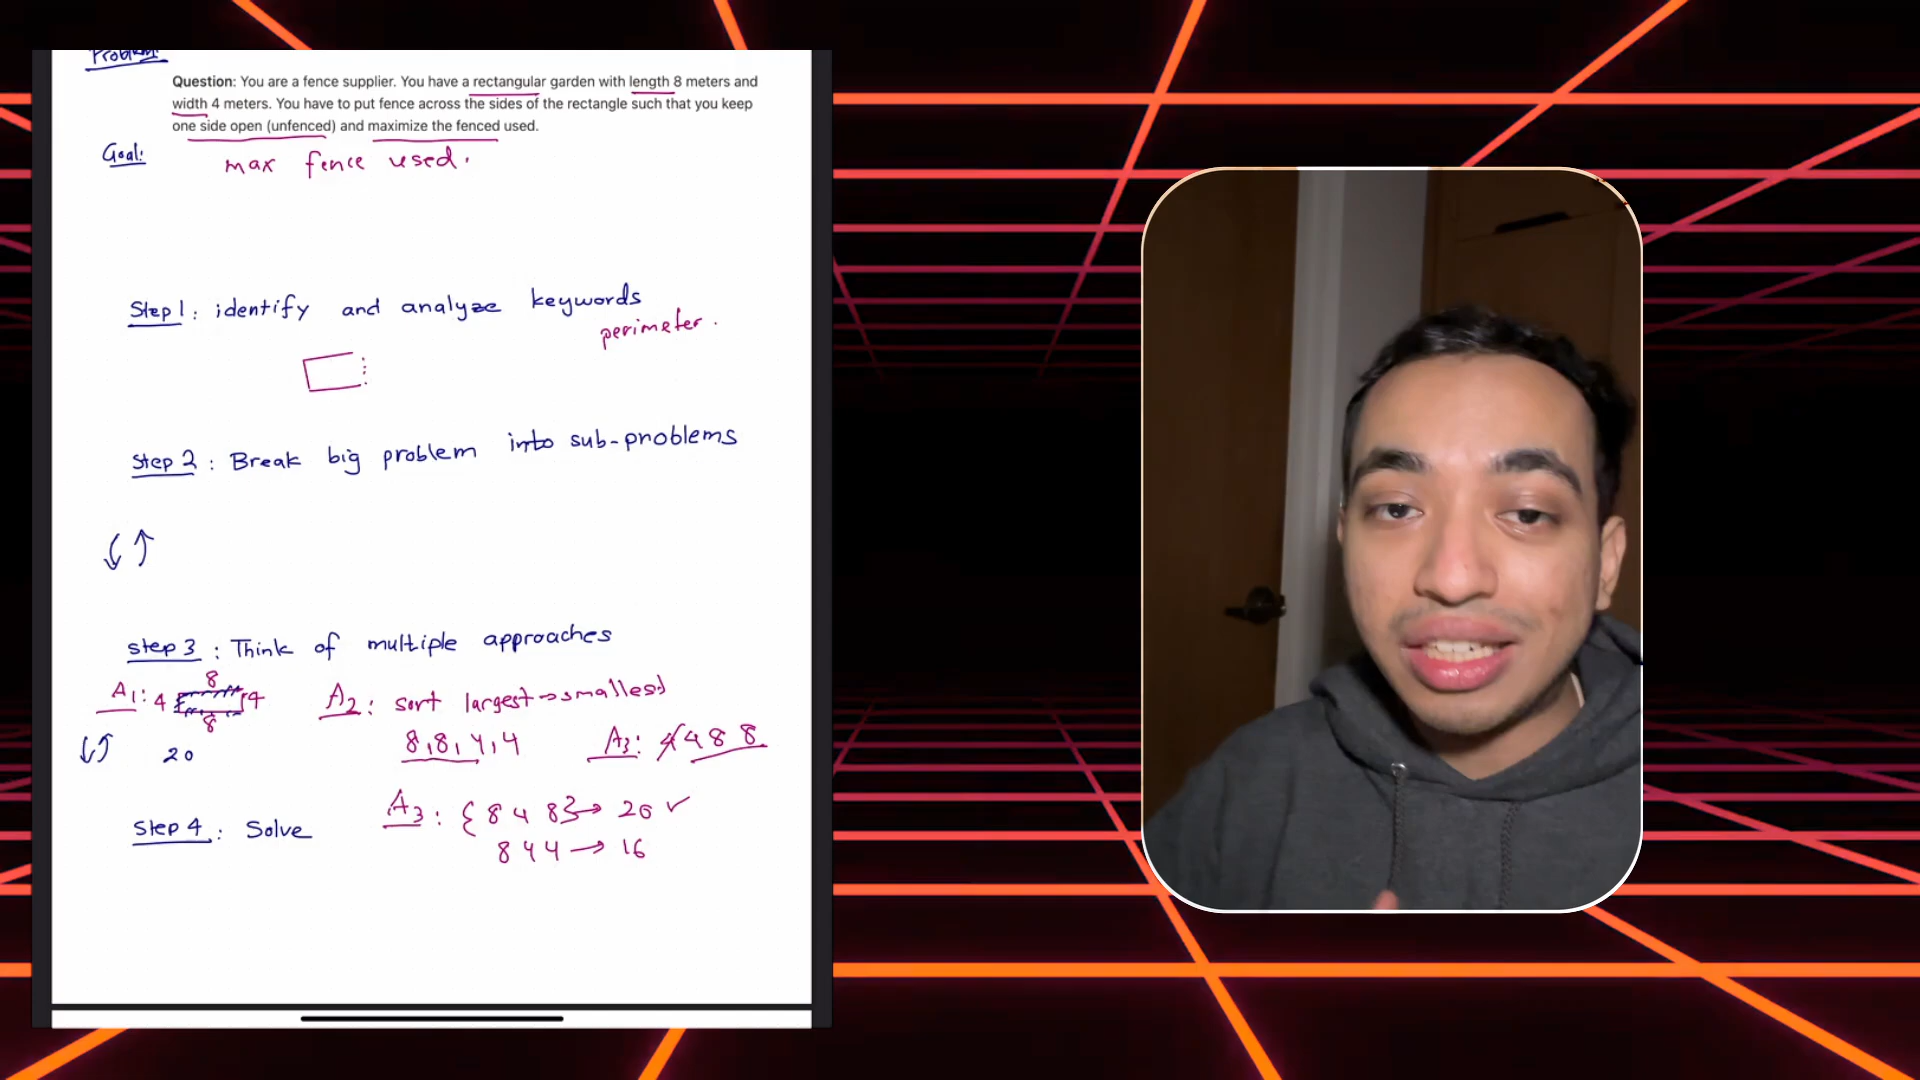 Problem:
Question: You are a fence supplier. You have a rectangular garden with length 8 meters and
width 4 meters. You have to put fence across the sides of the rectangle such that you keep
one side open (unfenced) and maximize the fenced used.
Goal:
max fence used.
Step 1: identify and analyze keywords
perimeter.
Step 2: Break big problem into sub-problems
step 3: Think of multiple approaches
8
A1: 4 4
8
20
A2: sort largest→smallest
8,8,4,4
A3: 4 4 8 8
A3: { 8 4 8 } → 20 ✓
8 4 4 → 16
Step 4: Solve